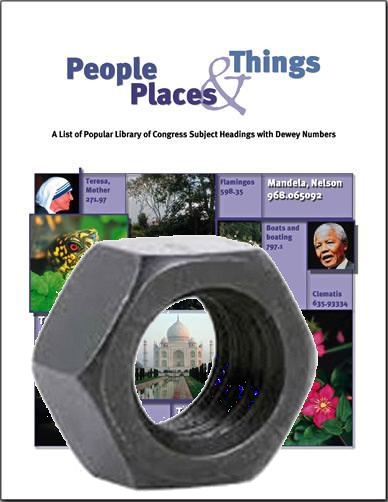 People
Places
&
Things
A List of Popular Library of Congress Subject Headings with Dewey Numbers
Teresa,
Mother
271.97
Flamingos
598.35
Mandela, Nelson
968.065092
Boats and
boating
797.1
Clematis
635.93334